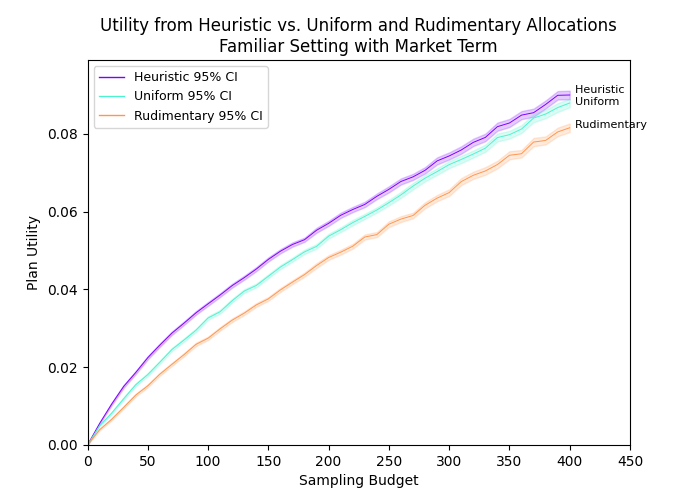 Utility from Heuristic vs. Uniform and Rudimentary Allocations
Familiar Setting with Market Term
Heuristic 95% CI
Uniform 95% CI
Rudimentary 95% CI
Heuristic
Uniform
Rudimentary
Plan Utility
0.08
0.06
0.04
0.02
0.00
0
50
100
150
200
250
300
350
400
450
Sampling Budget